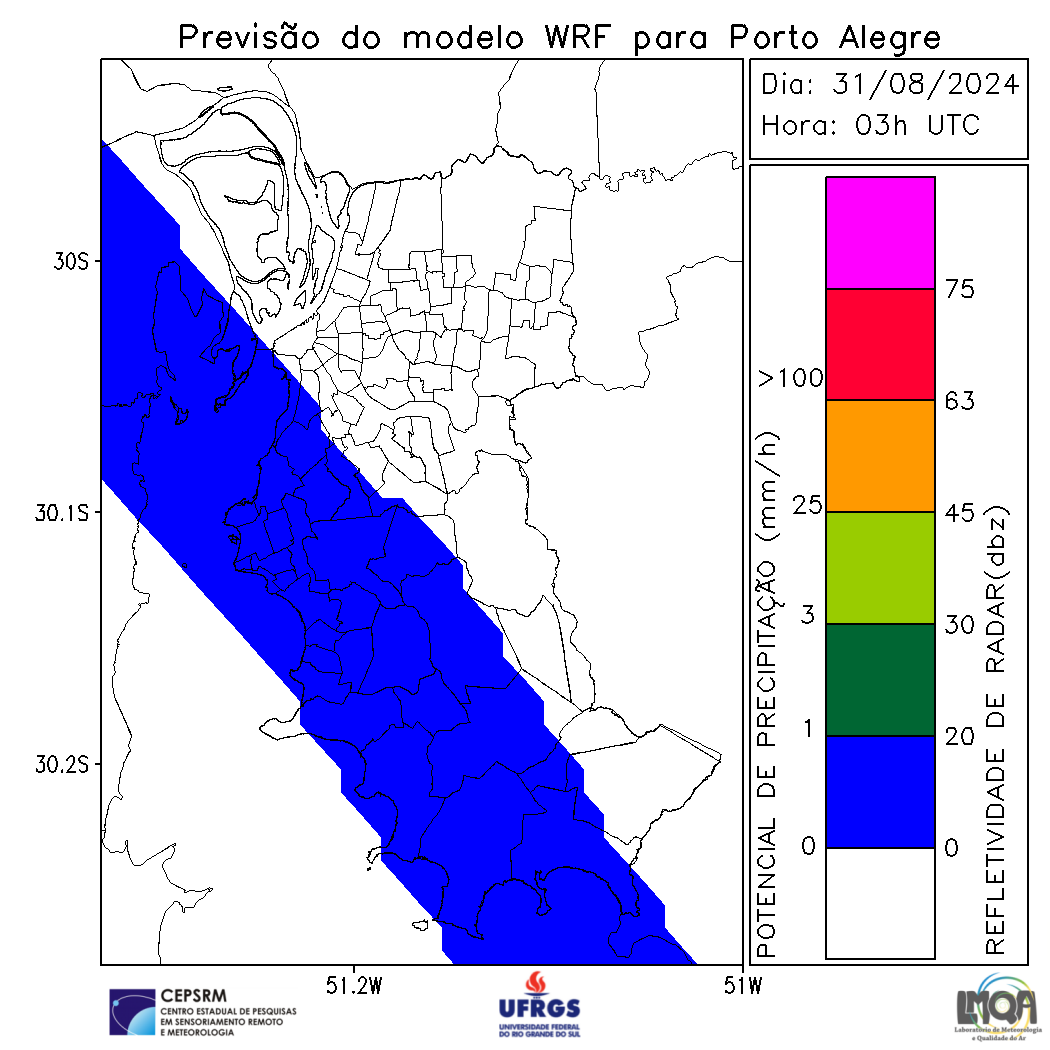 Previsão do modelo WRF para Porto Alegre
Dia: 31/08/2024
Hora: 03h UTC
30S
30.1S
30.2S
51.2W
51W
POTENCIAL DE PRECIPITAÇÃO (mm/h)
>100
25
3
1
0
75
63
45
30
20
0
REFLETIVIDADE DE RADAR(dbz)
CEPSRM
CENTRO ESTADUAL DE PESQUISAS
EM SENSORIAMENTO REMOTO
E METEOROLOGIA
UFRGS
UNIVERSIDADE FEDERAL
DO RIO GRANDE DO SUL
LMQA
Laboratório de Meteorologia
e Qualidade do Ar